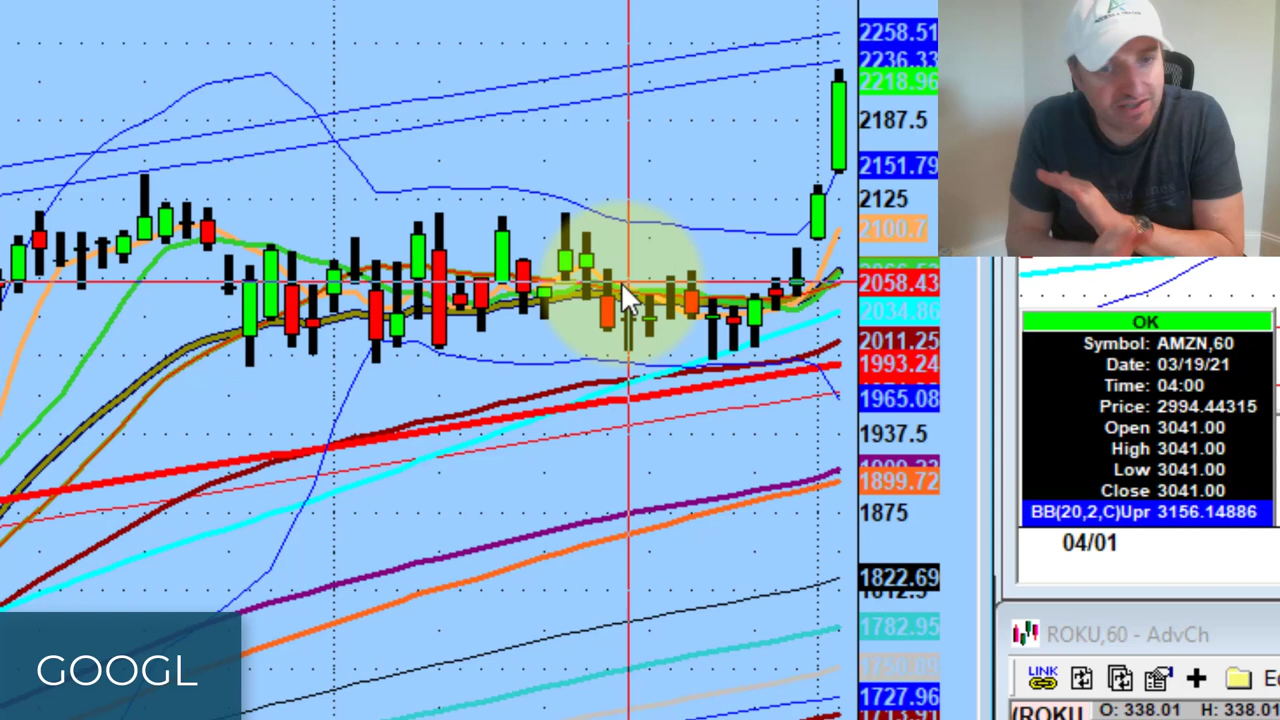 2258.51
2236.33
2218.96
2187.5
2151.79
2125
2100.7
2058.43
2034.86
2011.25
1993.24
1965.08
1937.5
1899.72
1875
1822.69
1782.95
1727.96
OK
Symbol: AMZN,60
Date: 03/19/21
Time: 04:00
Price: 2994.44315
Open 3041.00
High 3041.00
Low 3041.00
Close 3041.00
BB(20,2,C)Upr 3156.14886
04/01
ROKU,60 - AdvCh
LINK
(ROKU O: 338.01 H: 338.01
GOOGL